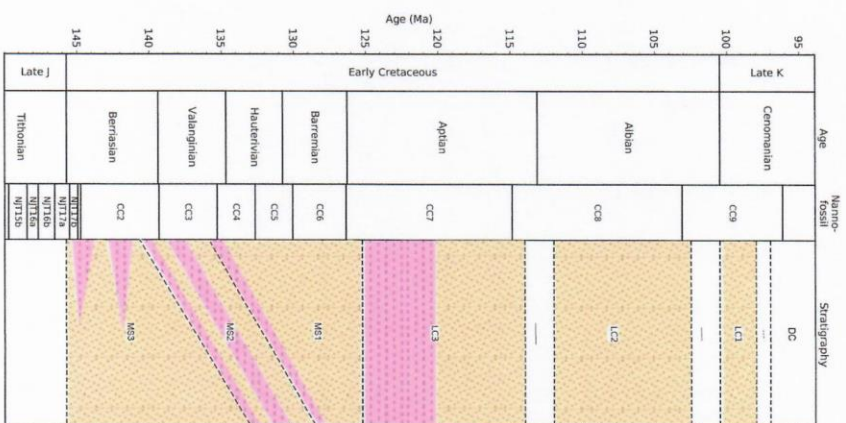 Age (Ma)
145
140
135
130
125
120
115
110
105
100
95
Late J
Early Cretaceous
Late K
Tithonian
Berriasian
Valanginian
Hauterivian
Barremian
Aptian
Albian
Cenomanian
Age
NJT15b
NJT16a
NJT16b
NJT17a
NJT17b
CC2
CC3
CC4
CC5
CC6
CC7
CC8
CC9
Nanno-
fossil
MS3
MS2
MS1
LC3
LC2
LC1
DC
Stratigraphy